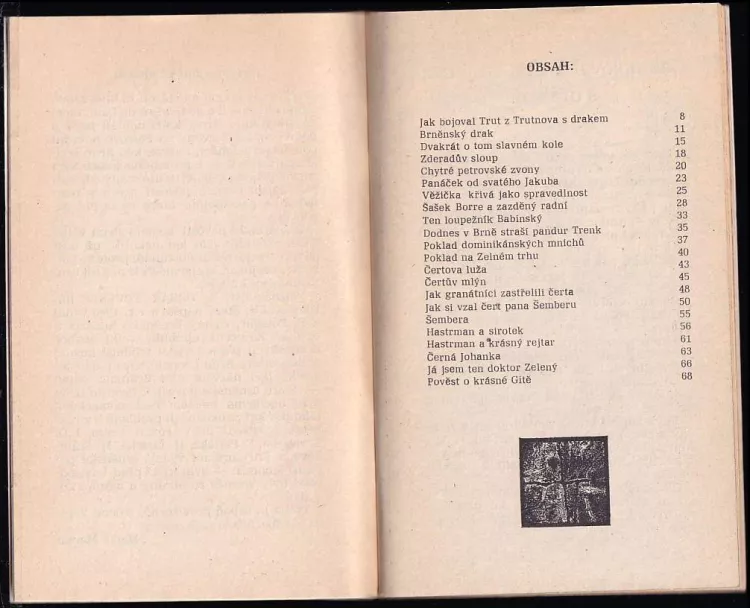 OBSAH:
Jak bojoval Trut z Trutnova s drakem 8
Brněnský drak 11
Dvakrát o tom slavném kole 15
Zderadův sloup 18
Chytré petrovské zvony 20
Panáček od svatého Jakuba 23
Věžička křivá jako spravedlnost 25
Šašek Borre a zazděný radní 28
Ten loupežník Babinský 33
Dodnes v Brně straší pandur Trenk 35
Poklad dominikánských mnichů 37
Poklad na Zelném trhu 40
Čertova luža 43
Čertův mlýn 45
Jak granátníci zastřelili čerta 48
Jak si vzal čert pana Šemberu 50
Šembera 55
Hastrman a sirotek 56
Hastrman a krásný rejtar 61
Černá Johanka 63
Já jsem ten doktor Zelený 66
Pověst o krásné Gitě 68